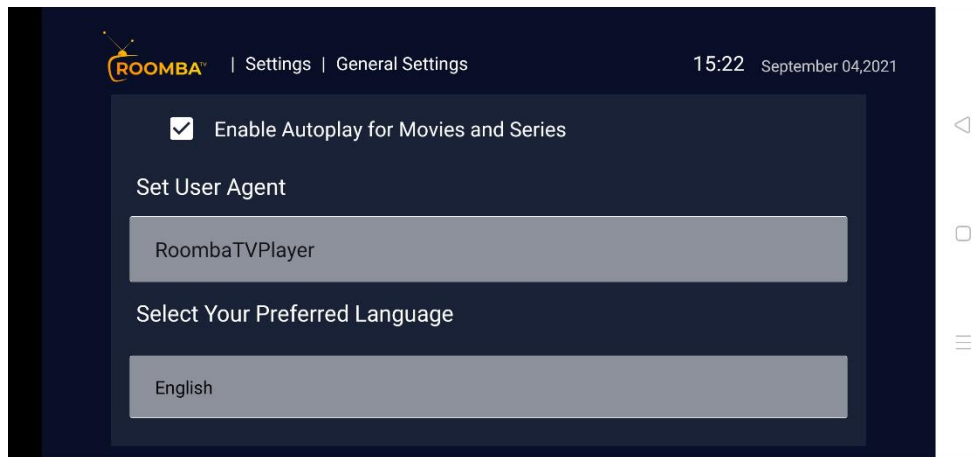 ROOMBA TV | Settings | General Settings 15:22 September 04,2021
Enable Autoplay for Movies and Series
Set User Agent
RoombaTVPlayer
Select Your Preferred Language
English